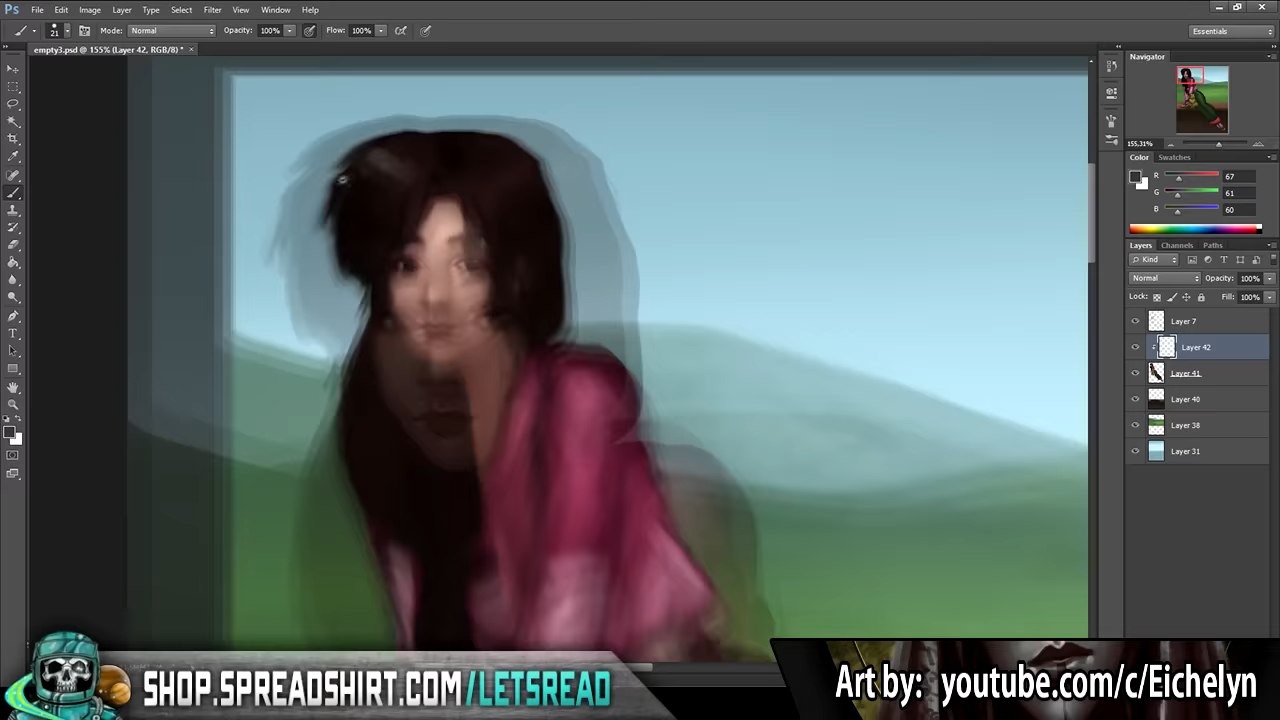 Ps File Edit Image Layer Type Select Filter View Window Help
21 Mode: Normal Opacity: 100% Flow: 100% Essentials
empty3.psd @ 155% (Layer 42, RGB/8) * ×
Navigator
155.31%
Color Swatches
R 67
G 61
B 60
Layers Channels Paths
Kind
Normal Opacity: 100%
Lock: Fill: 100%
Layer 7
Layer 42
Layer 41
Layer 40
Layer 38
Layer 31
SHOP.SPREADSHIRT.COM/LETSREAD
Art by: youtube.com/c/Eichelyn